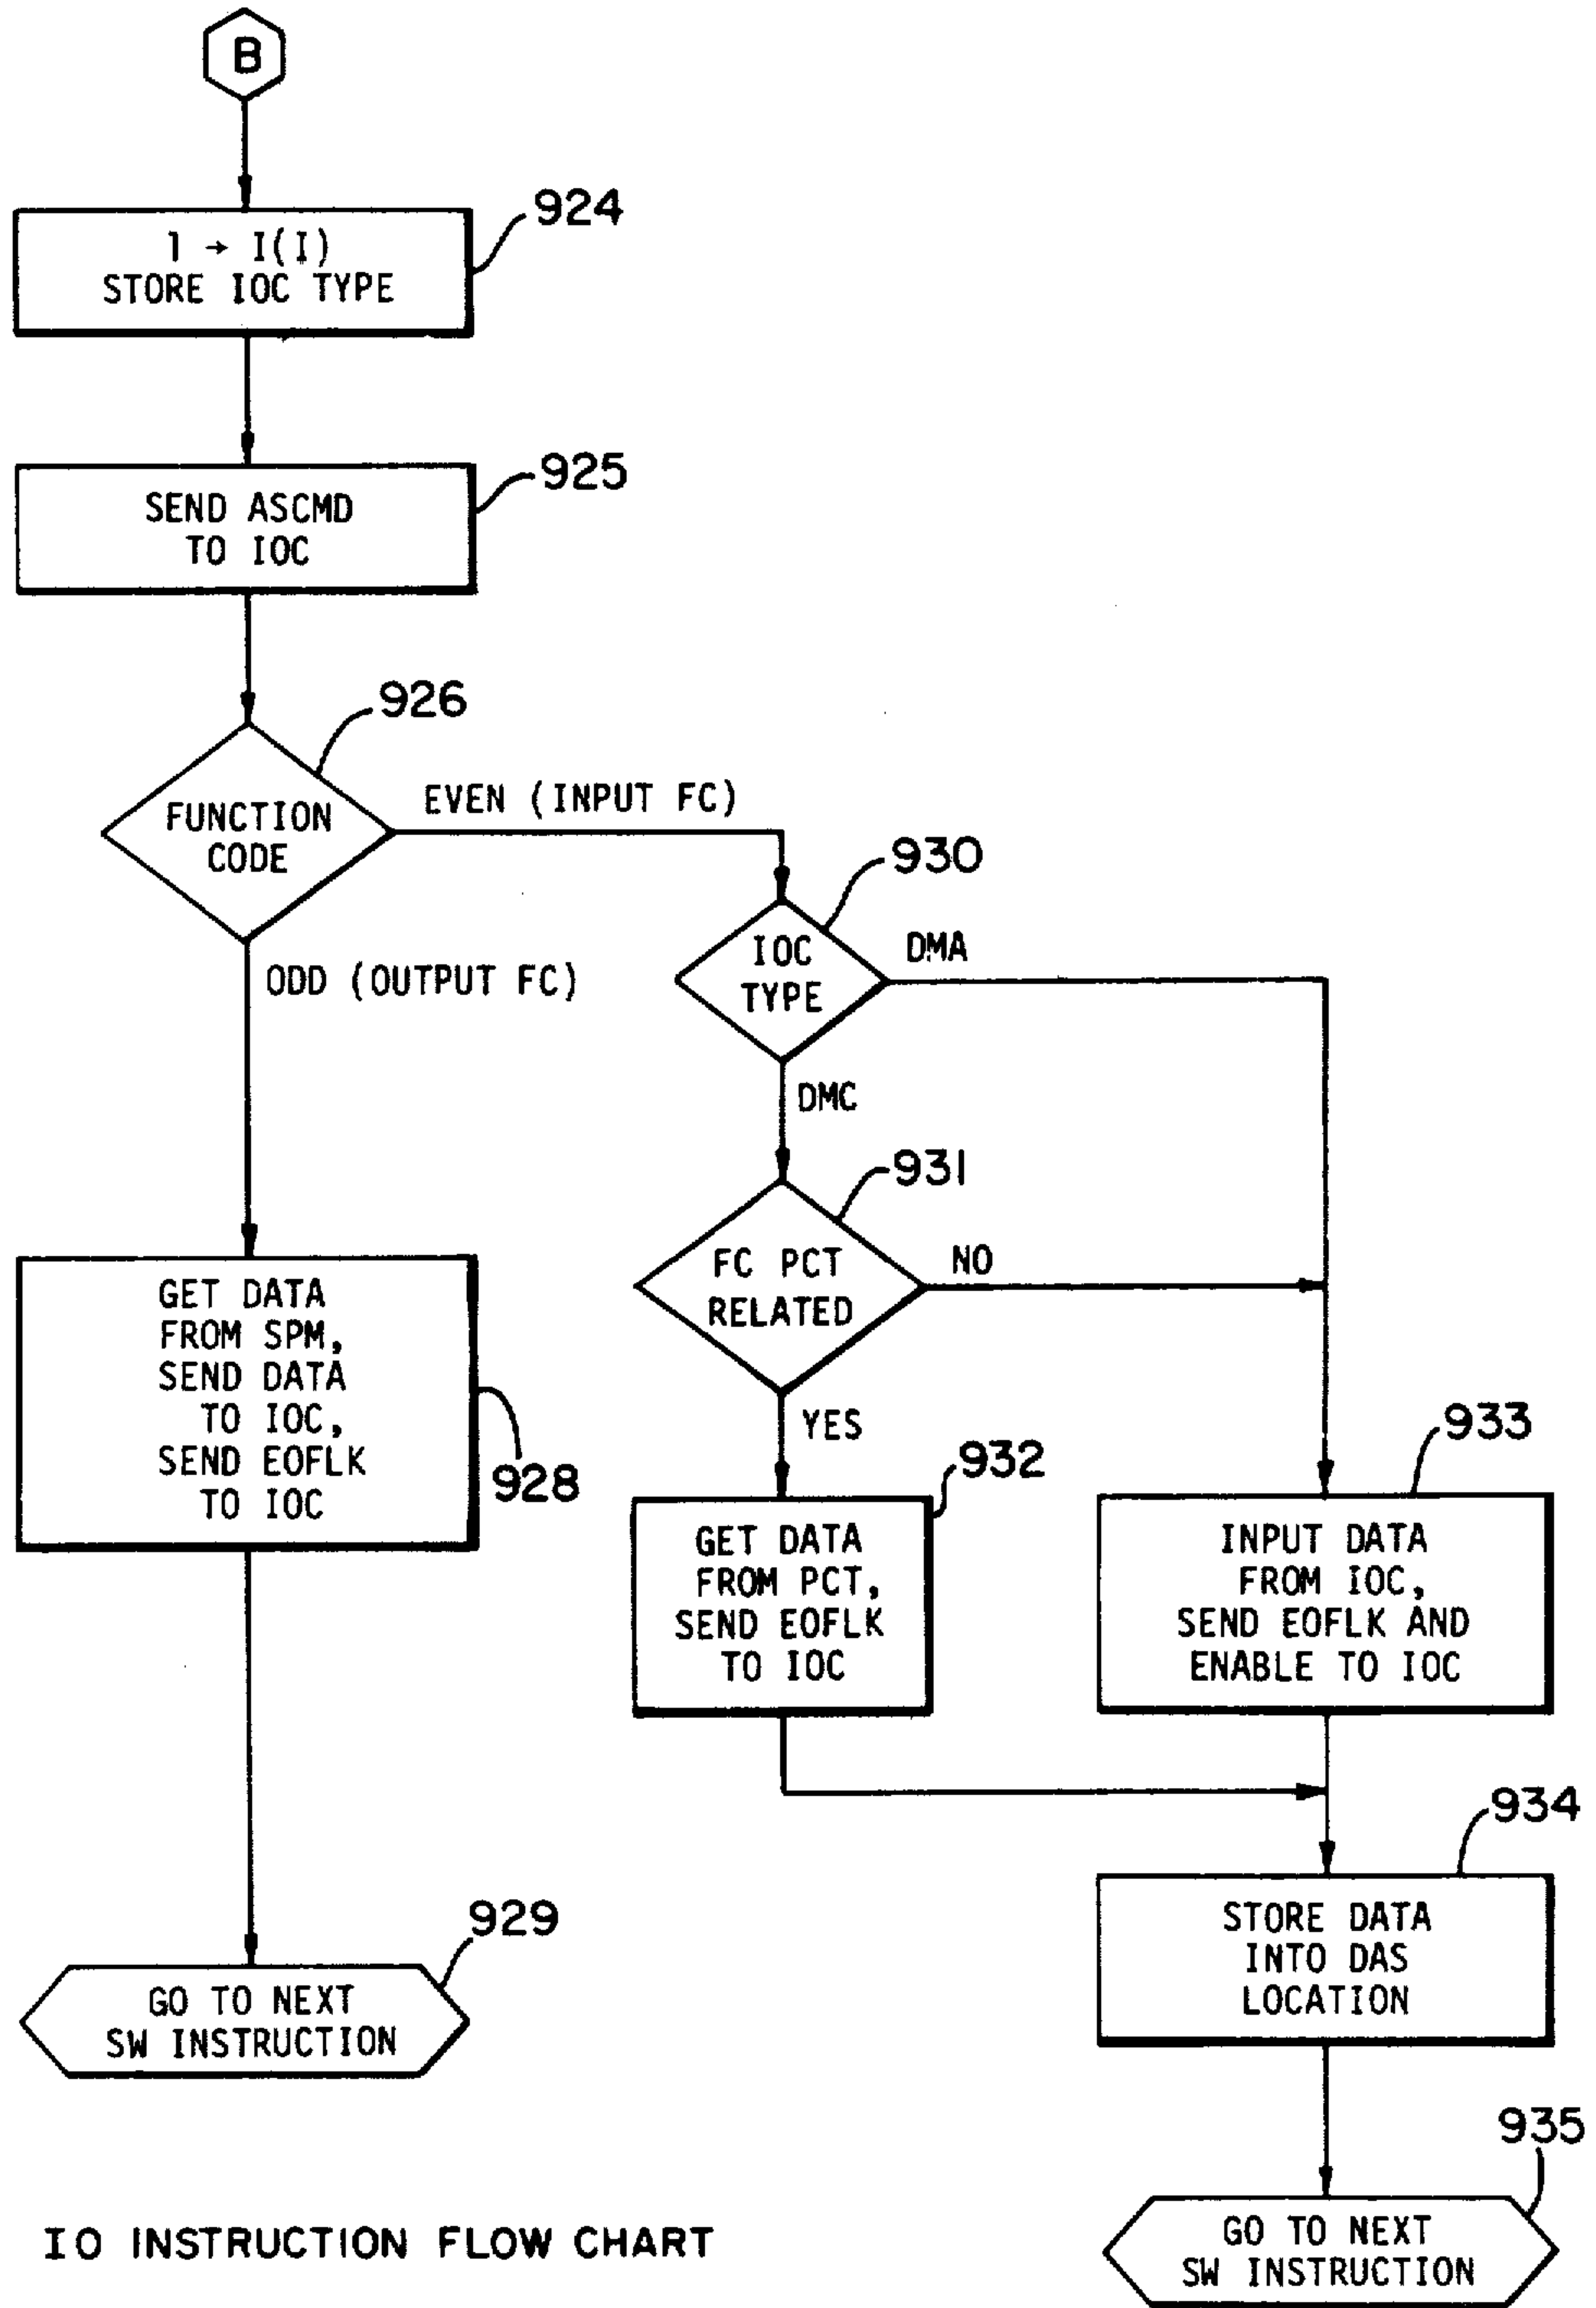 B
924
1 → I(I)
STORE IOC TYPE
925
SEND ASCMD
TO IOC
926
FUNCTION
CODE
EVEN (INPUT FC)
ODD (OUTPUT FC)
930
IOC
TYPE
DMA
DMC
931
FC PCT
RELATED
NO
YES
GET DATA
FROM SPM,
SEND DATA
TO IOC,
SEND EOFLK
TO IOC
928
932
GET DATA
FROM PCT,
SEND EOFLK
TO IOC
933
INPUT DATA
FROM IOC,
SEND EOFLK AND
ENABLE TO IOC
934
STORE DATA
INTO DAS
LOCATION
929
GO TO NEXT
SW INSTRUCTION
935
GO TO NEXT
SW INSTRUCTION
IO INSTRUCTION FLOW CHART